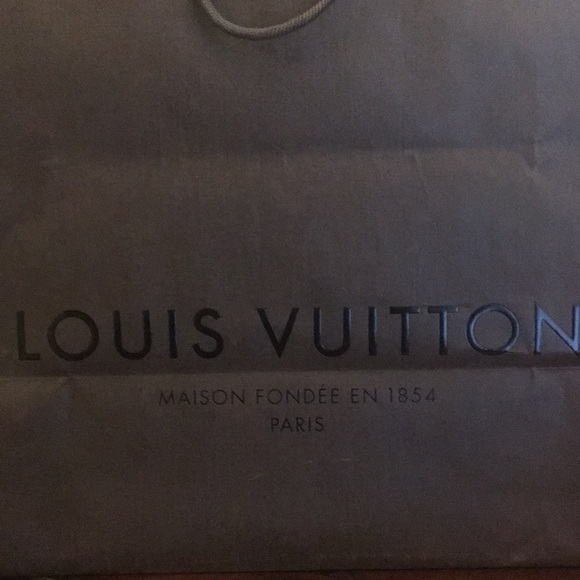 LOUIS VUITTON
MAISON FONDÉE EN 1854
PARIS